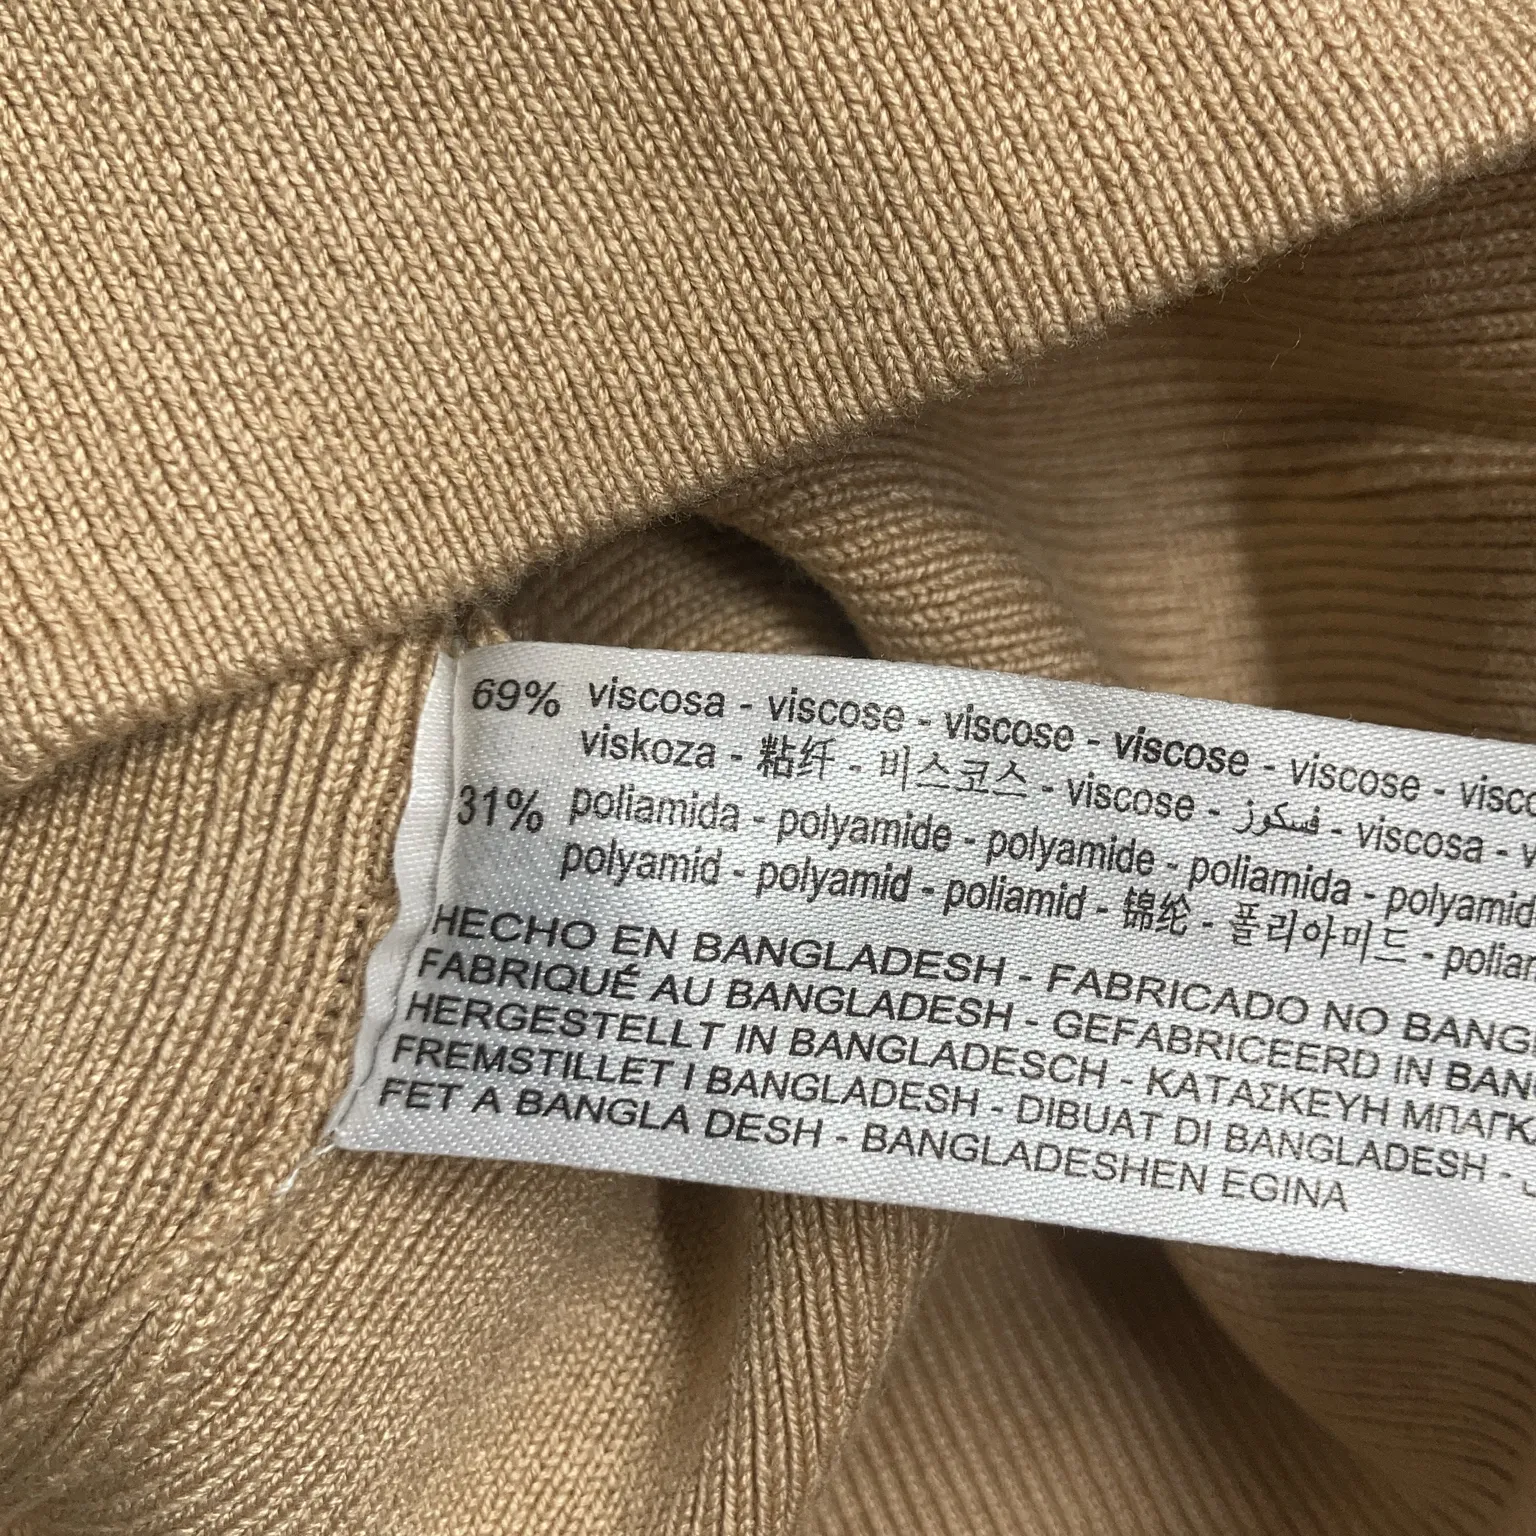 69% viscosa - viscose - viscose - viscose - viscose -
viskoza - 粘纤 - 비스코스 - viscose - فسكوز - viscosa -
31% poliamida - polyamide - polyamide - poliamida - polyamid
polyamid - polyamid - poliamid - 锦纶 - 폴리아미드 -
HECHO EN BANGLADESH - FABRICADO NO
FABRIQUÉ AU BANGLADESH - GEFABRICEERD IN
HERGESTELLT IN BANGLADESCH - ΚΑΤΑΣΚΕΥΗ
FREMSTILLET I BANGLADESH - DIBUAT DI BANGLADESH -
FET A BANGLA DESH - BANGLADESHEN EGINA